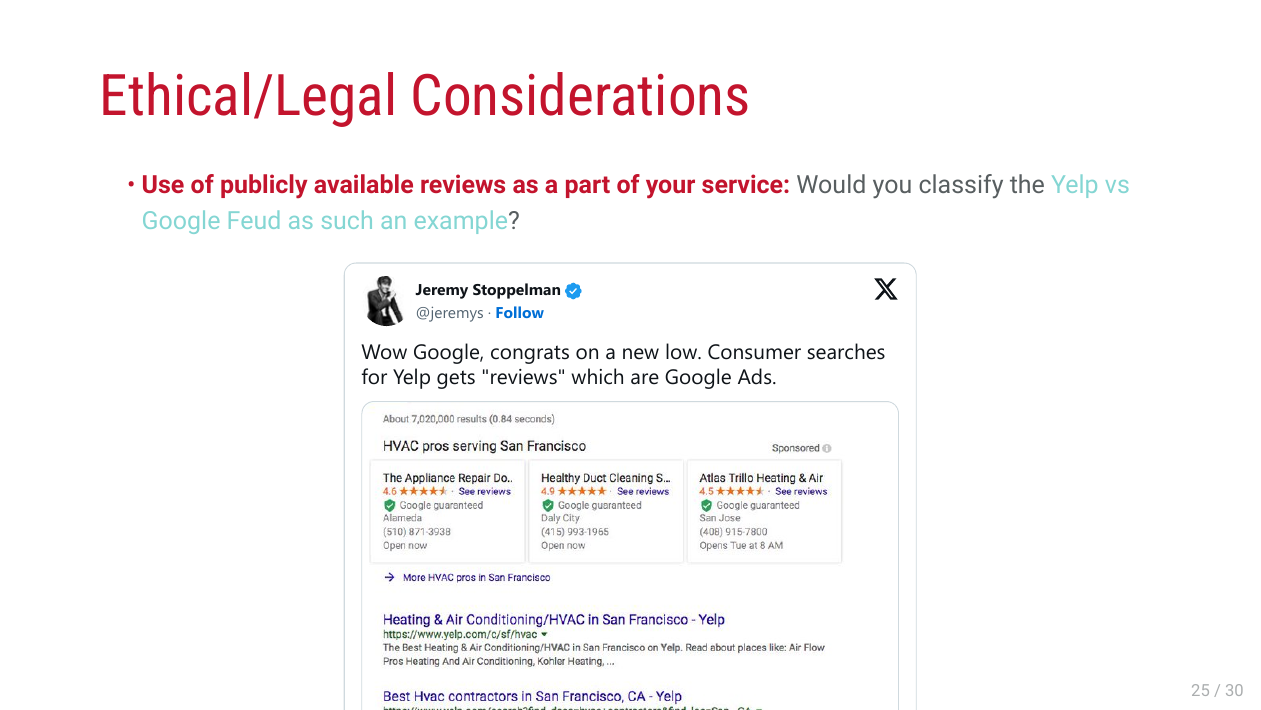 Ethical/Legal Considerations
• Use of publicly available reviews as a part of your service: Would you classify the Yelp vs
Google Feud as such an example?
Jeremy Stoppelman
@jeremys · Follow
Wow Google, congrats on a new low. Consumer searches
for Yelp gets "reviews" which are Google Ads.
About 7,020,000 results (0.84 seconds)
HVAC pros serving San Francisco
Sponsored
The Appliance Repair Do..
4.6 ★★★★★ · See reviews
Google guaranteed
Alameda
(510) 871-3938
Open now
Healthy Duct Cleaning S...
4.9 ★★★★★ · See reviews
Google guaranteed
Daly City
(415) 993-1965
Open now
Atlas Trillo Heating & Air
4.5 ★★★★★ · See reviews
Google guaranteed
San Jose
(408) 915-7800
Opens Tue at 8 AM
→ More HVAC pros in San Francisco
Heating & Air Conditioning/HVAC in San Francisco - Yelp
https://www.yelp.com/c/sf/hvac
The Best Heating & Air Conditioning/HVAC in San Francisco on Yelp. Read about places like: Air Flow
Pros Heating And Air Conditioning, Kohler Heating, ...
Best Hvac contractors in San Francisco, CA - Yelp
25 / 30